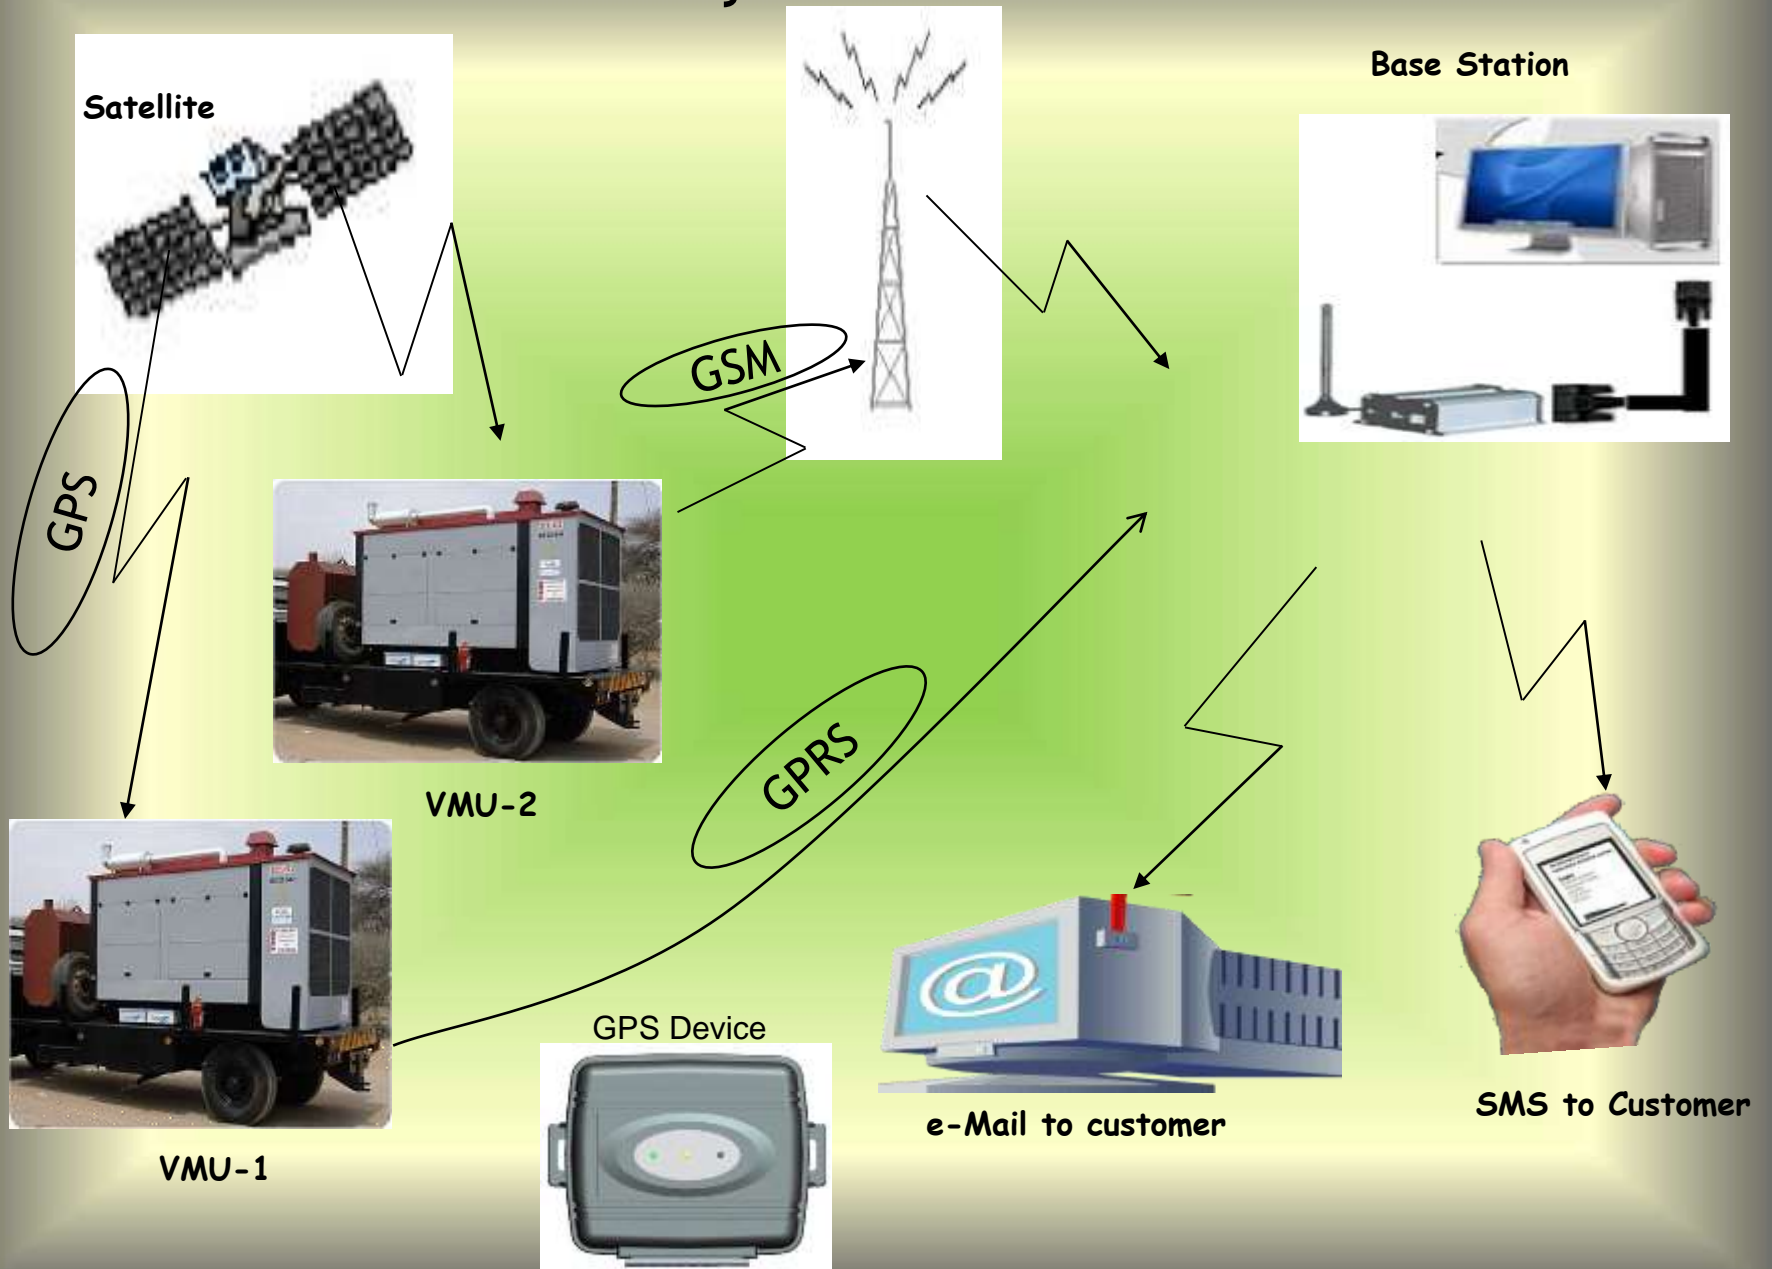 Satellite
Base Station
GSM
GPS
VMU-2
GPRS
GPS Device
VMU-1
e-Mail to customer
SMS to Customer